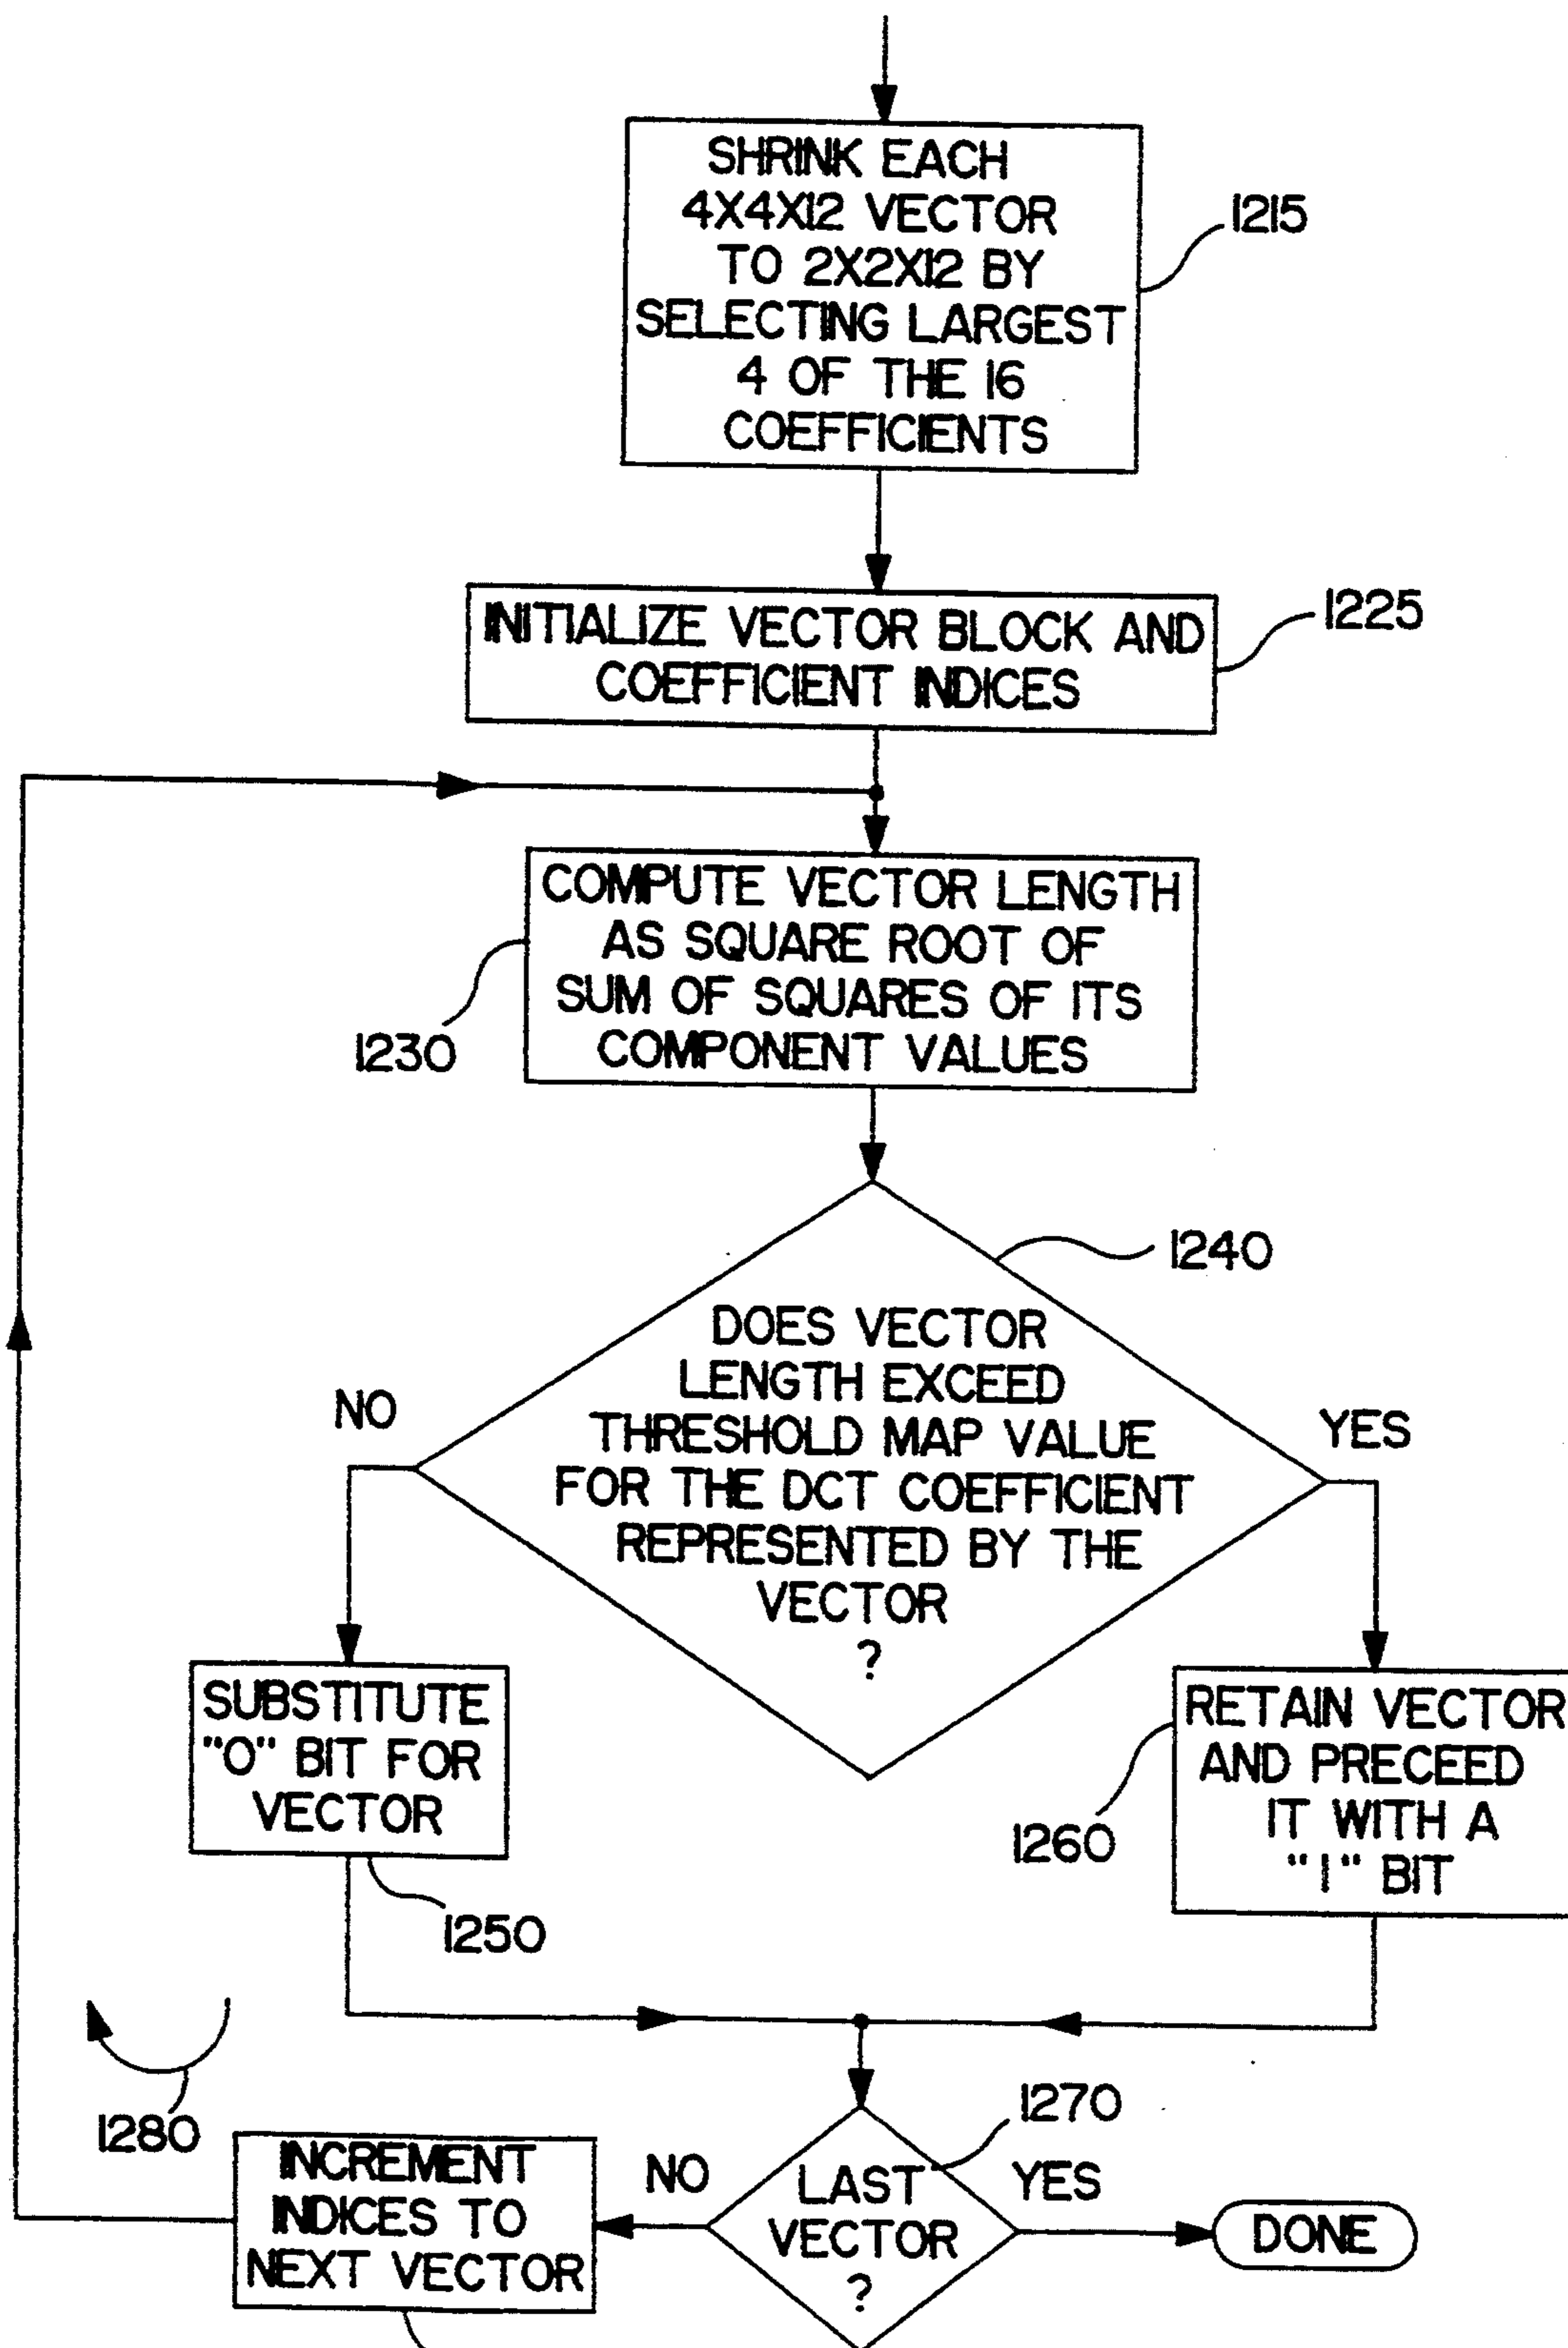 SHRINK EACH
4X4X12 VECTOR
TO 2X2X12 BY
SELECTING LARGEST
4 OF THE 16
COEFFICIENTS
1215
INITIALIZE VECTOR BLOCK AND
COEFFICIENT INDICES
1225
COMPUTE VECTOR LENGTH
AS SQUARE ROOT OF
SUM OF SQUARES OF ITS
COMPONENT VALUES
1230
1240
DOES VECTOR
LENGTH EXCEED
THRESHOLD MAP VALUE
FOR THE DCT COEFFICIENT
REPRESENTED BY THE
VECTOR
?
NO
YES
SUBSTITUTE
"0" BIT FOR
VECTOR
1250
RETAIN VECTOR
AND PRECEED
IT WITH A
"1" BIT
1260
1270
LAST
VECTOR
?
NO
YES
DONE
1280
INCREMENT
INDICES TO
NEXT VECTOR